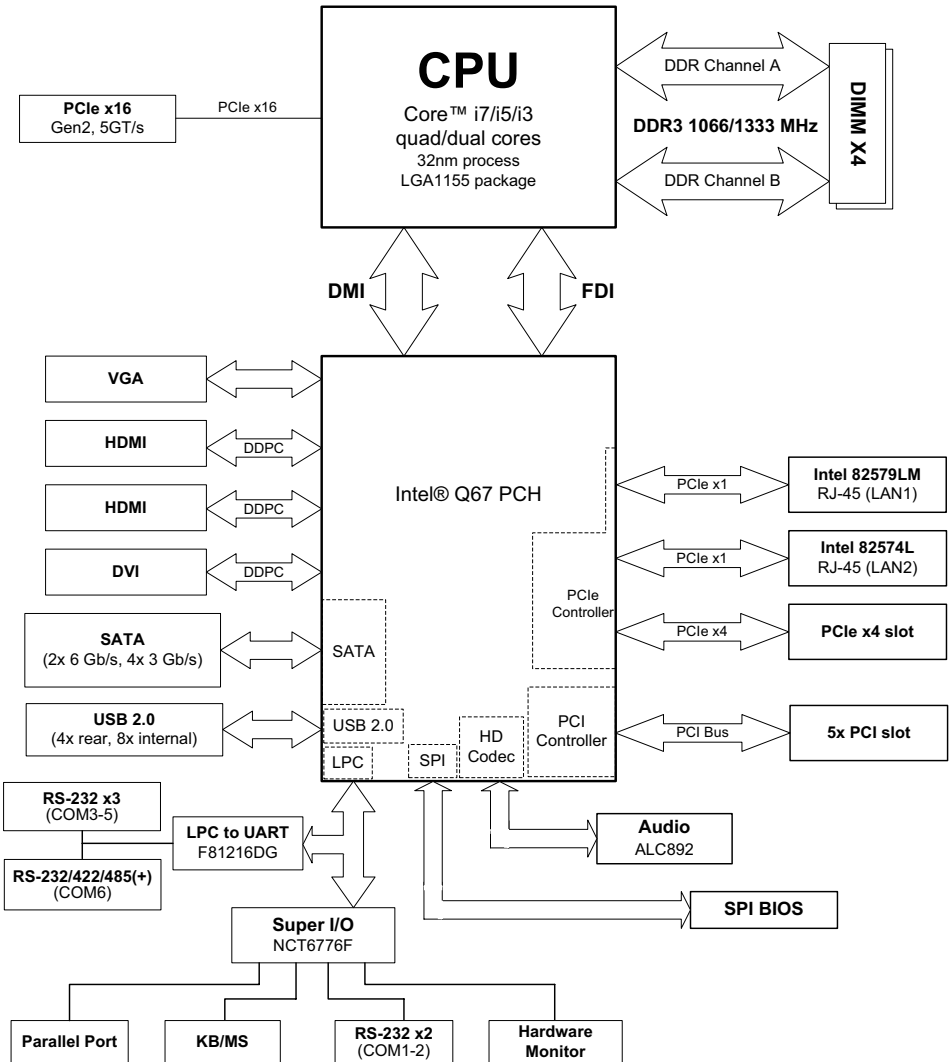 CPU
Core™ i7/i5/i3
quad/dual cores
32nm process
LGA1155 package
PCIe x16
Gen2, 5GT/s
PCIe x16
DDR Channel A
DDR3 1066/1333 MHz
DDR Channel B
DIMM X4
DMI
FDI
VGA
HDMI
DDPC
HDMI
DDPC
DVI
DDPC
SATA
(2x 6 Gb/s, 4x 3 Gb/s)
USB 2.0
(4x rear, 8x internal)
Intel® Q67 PCH
PCIe
Controller
SATA
USB 2.0
LPC
SPI
HD
Codec
PCI
Controller
PCIe x1
Intel 82579LM
RJ-45 (LAN1)
PCIe x1
Intel 82574L
RJ-45 (LAN2)
PCIe x4
PCIe x4 slot
PCI Bus
5x PCI slot
RS-232 x3
(COM3-5)
RS-232/422/485(+)
(COM6)
LPC to UART
F81216DG
Audio
ALC892
SPI BIOS
Super I/O
NCT6776F
Parallel Port
KB/MS
RS-232 x2
(COM1-2)
Hardware
Monitor